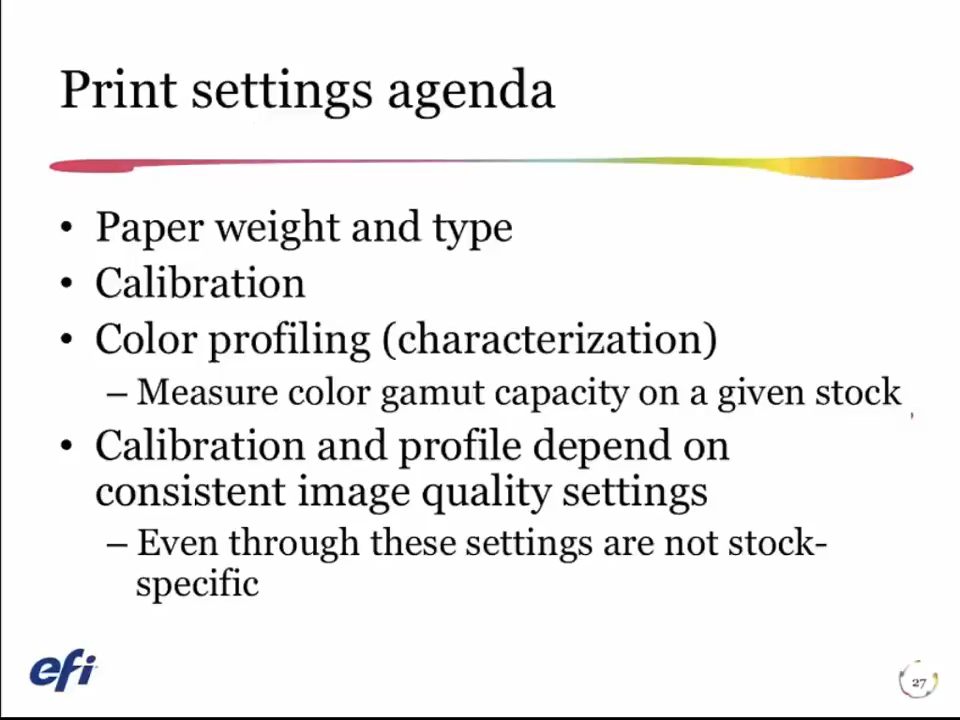 Print settings agenda
• Paper weight and type
• Calibration
• Color profiling (characterization)
– Measure color gamut capacity on a given stock
• Calibration and profile depend on
consistent image quality settings
– Even through these settings are not stock-
specific
efi
27